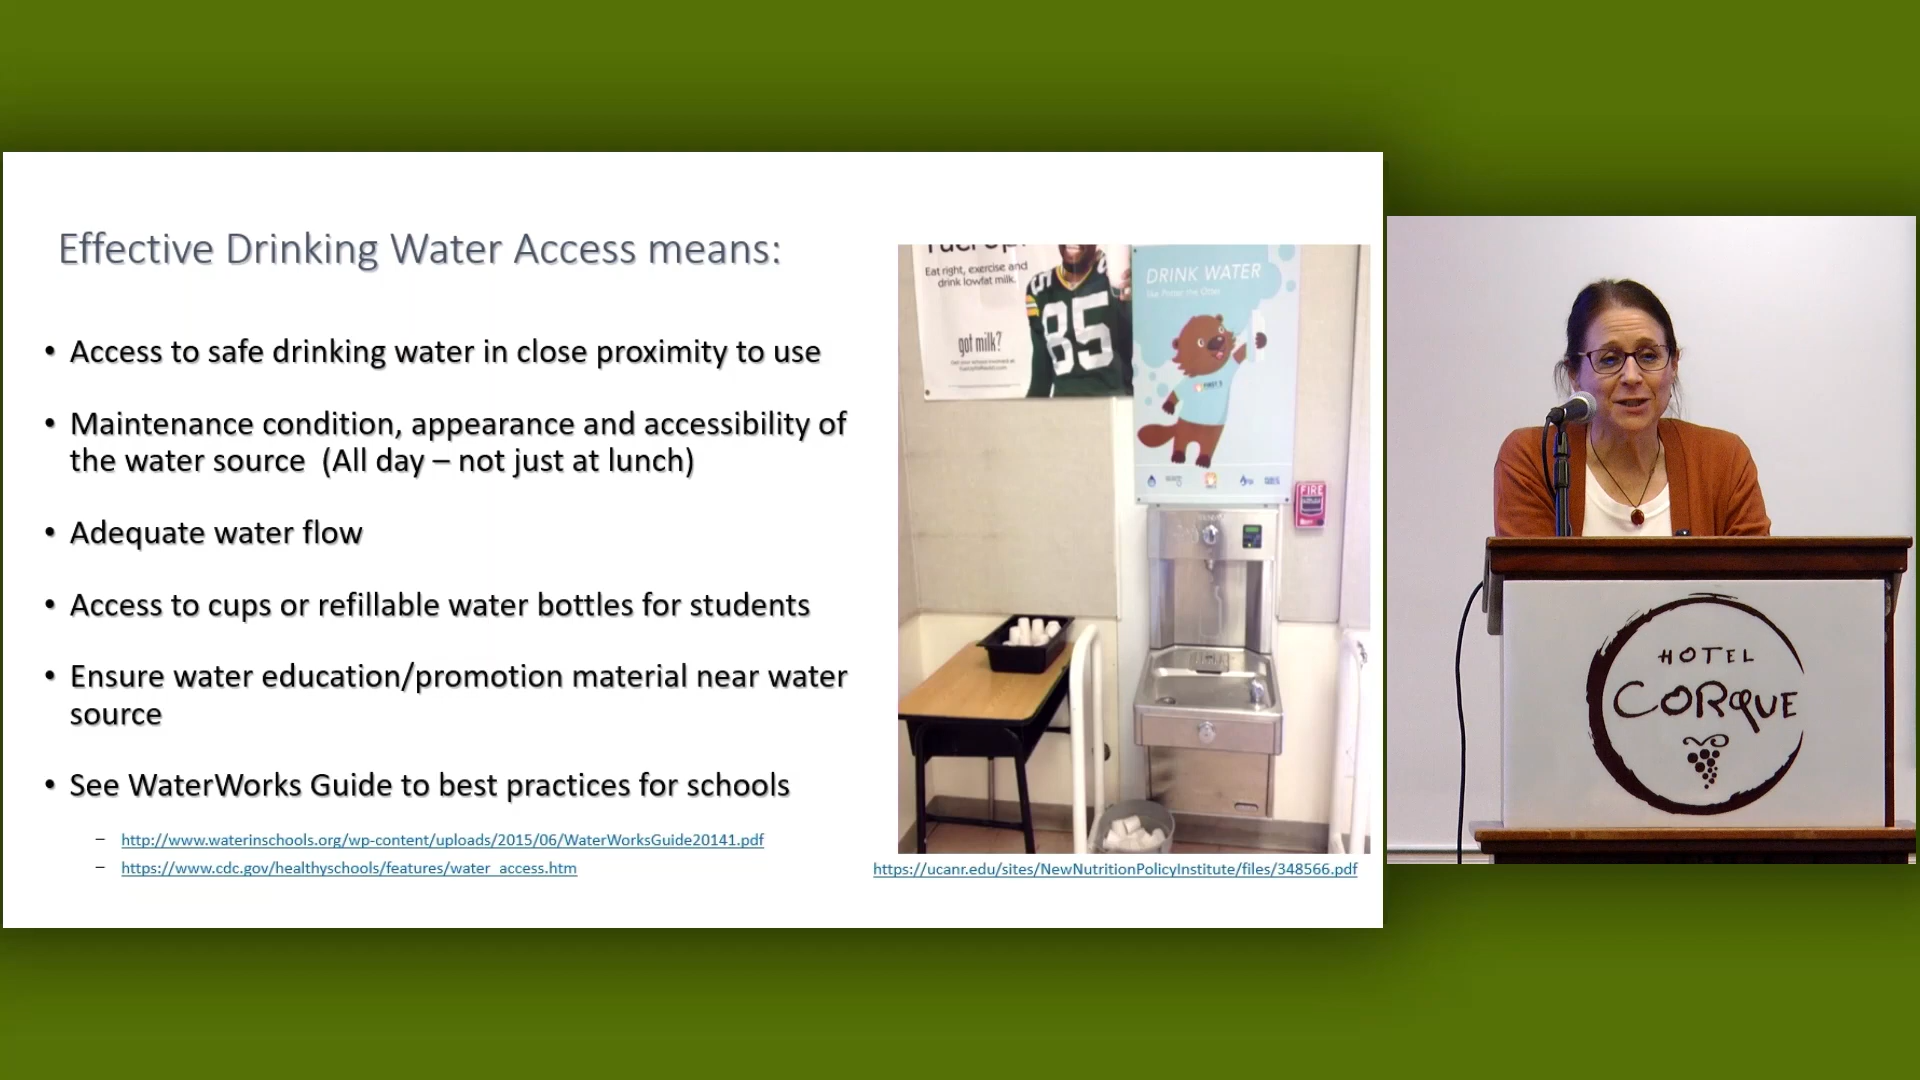 Effective Drinking Water Access means:
• Access to safe drinking water in close proximity to use
• Maintenance condition, appearance and accessibility of
the water source (All day – not just at lunch)
• Adequate water flow
• Access to cups or refillable water bottles for students
• Ensure water education/promotion material near water
source
• See WaterWorks Guide to best practices for schools
– http://www.waterinschools.org/wp-content/uploads/2015/06/WaterWorksGuide20141.pdf
– https://www.cdc.gov/healthyschools/features/water_access.htm
Eat right, exercise and
drink lowfat milk.
got milk?
85
DRINK WATER
FIRST 5
FIRE
https://ucanr.edu/sites/NewNutritionPolicyInstitute/files/348566.pdf
HOTEL
CORQUE